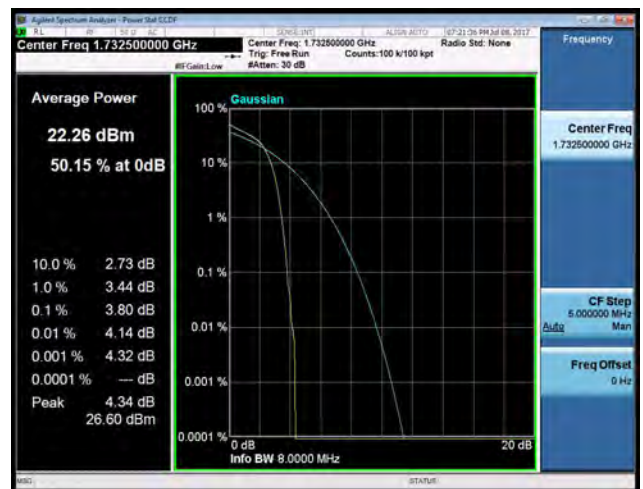 Agilent Spectrum Analyzer - Power Stat CCDF
RL RF 50 Ω AC SENSE:INT ALIGN AUTO 07:21:36 PM Jul 08, 2017
Center Freq 1.732500000 GHz
Center Freq: 1.732500000 GHz
Radio Std: None
Trig: Free Run
Counts:100 k/100 kpt
#IFGain:Low
#Atten: 30 dB
Frequency
Average Power
22.26 dBm
50.15 % at 0dB
10.0 % 2.73 dB
1.0 % 3.44 dB
0.1 % 3.80 dB
0.01 % 4.14 dB
0.001 % 4.32 dB
0.0001 % --- dB
Peak 4.34 dB
26.60 dBm
Gaussian
100 %
10 %
1 %
0.1 %
0.01 %
0.001 %
0.0001 %
0 dB
20 dB
Info BW 8.0000 MHz
Center Freq
1.732500000 GHz
CF Step
5.000000 MHz
Auto Man
Freq Offset
0 Hz
MSG
STATUS